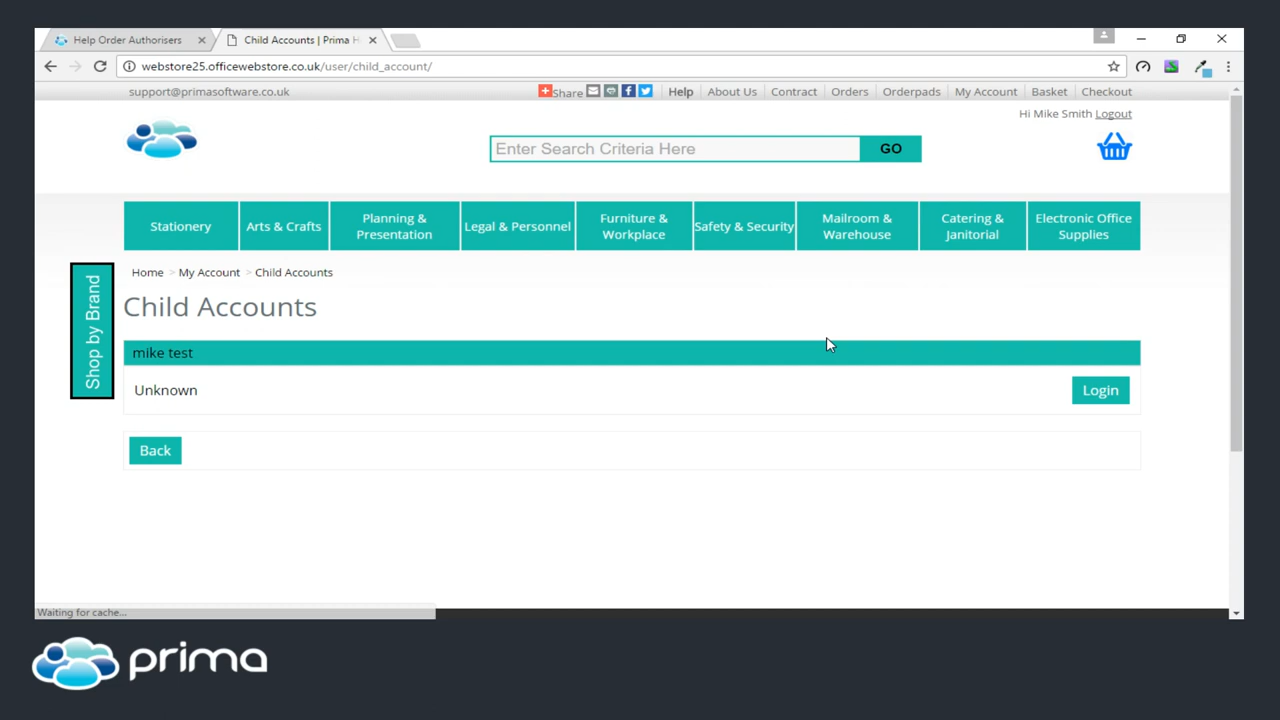 Help Order Authorisers
Child Accounts | Prima H
webstore25.officewebstore.co.uk/user/child_account/
support@primasoftware.co.uk
Share
Help
About Us
Contract
Orders
Orderpads
My Account
Basket
Checkout
Hi Mike Smith Logout
Enter Search Criteria Here
GO
Stationery
Arts & Crafts
Planning &
Presentation
Legal & Personnel
Furniture &
Workplace
Safety & Security
Mailroom &
Warehouse
Catering &
Janitorial
Electronic Office
Supplies
Shop by Brand
Home > My Account > Child Accounts
Child Accounts
mike test
Unknown
Login
Back
Waiting for cache...
prima